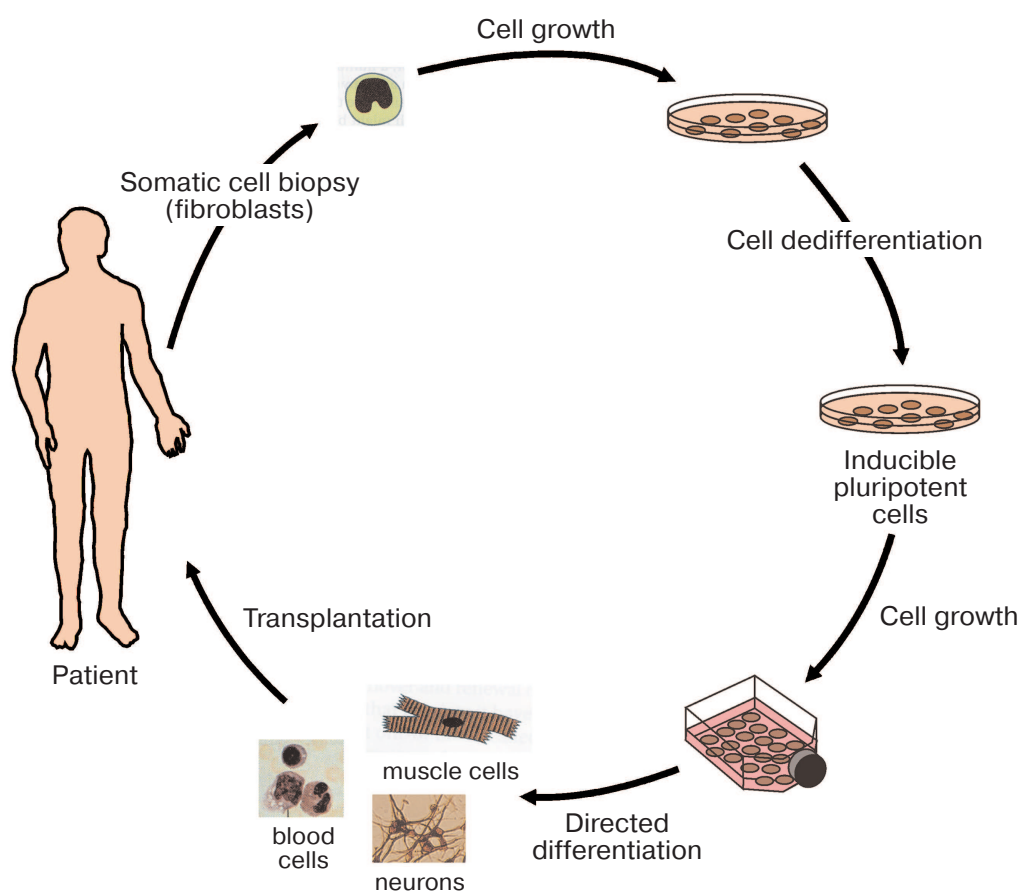 Cell growth
Somatic cell biopsy
(fibroblasts)
Cell dedifferentiation
Inducible
pluripotent
cells
Cell growth
Directed
differentiation
muscle cells
neurons
blood
cells
Transplantation
Patient